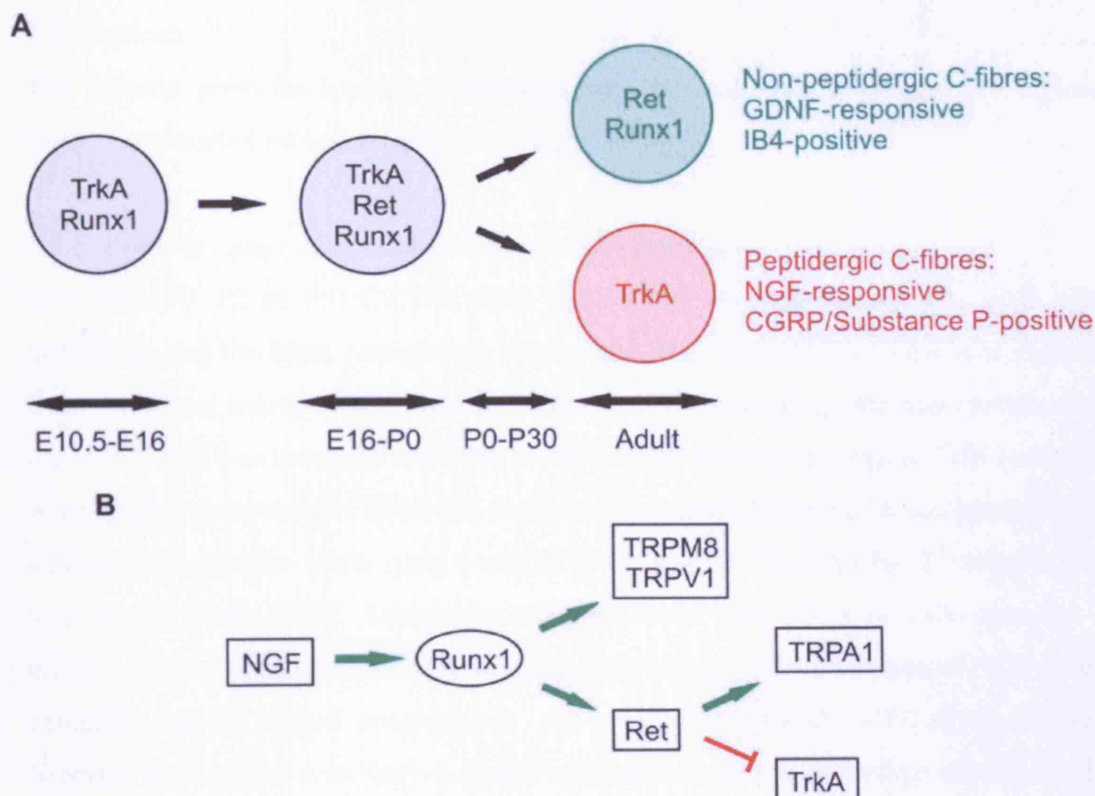 A
TrkA
Runx1
TrkA
Ret
Runx1
Ret
Runx1
Non-peptidergic C-fibres:
GDNF-responsive
IB4-positive
TrkA
Peptidergic C-fibres:
NGF-responsive
CGRP/Substance P-positive
E10.5-E16
E16-P0
P0-P30
Adult
B
NGF
Runx1
TRPM8
TRPV1
Ret
TRPA1
TrkA